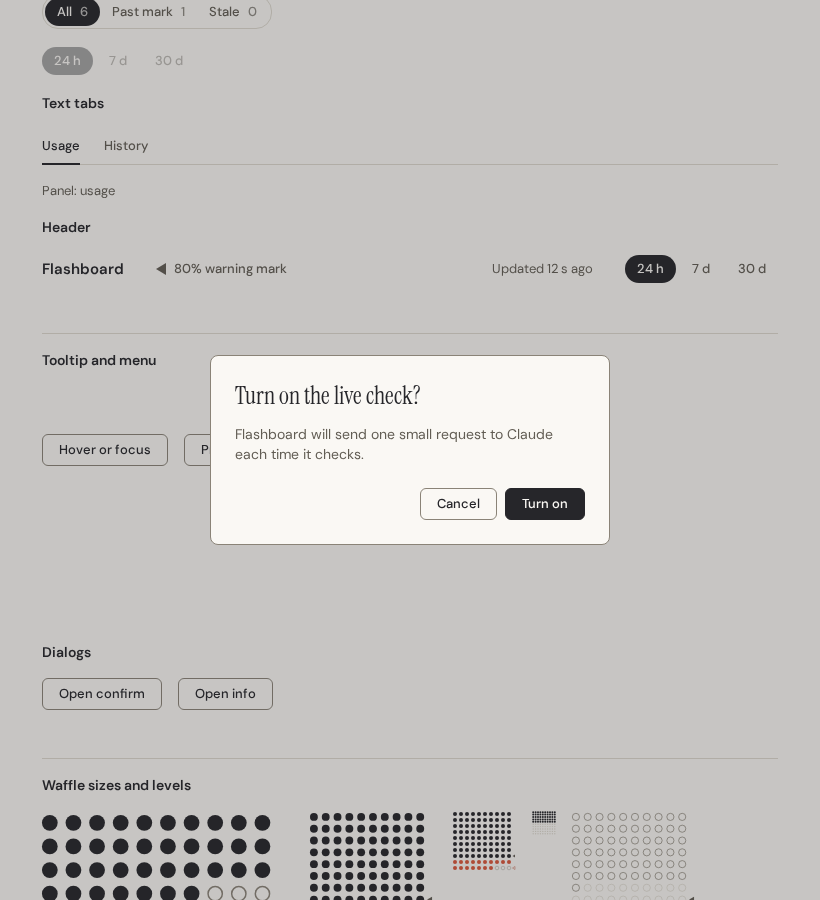 All 6 Past mark 1 Stale 0
24 h 7 d 30 d
Text tabs
Usage History
Panel: usage
Header
Flashboard 80% warning mark Updated 12 s ago 24 h 7 d 30 d
Tooltip and menu
Hover or focus
Turn on the live check?
Flashboard will send one small request to Claude
each time it checks.
Cancel Turn on
Dialogs
Open confirm Open info
Waffle sizes and levels